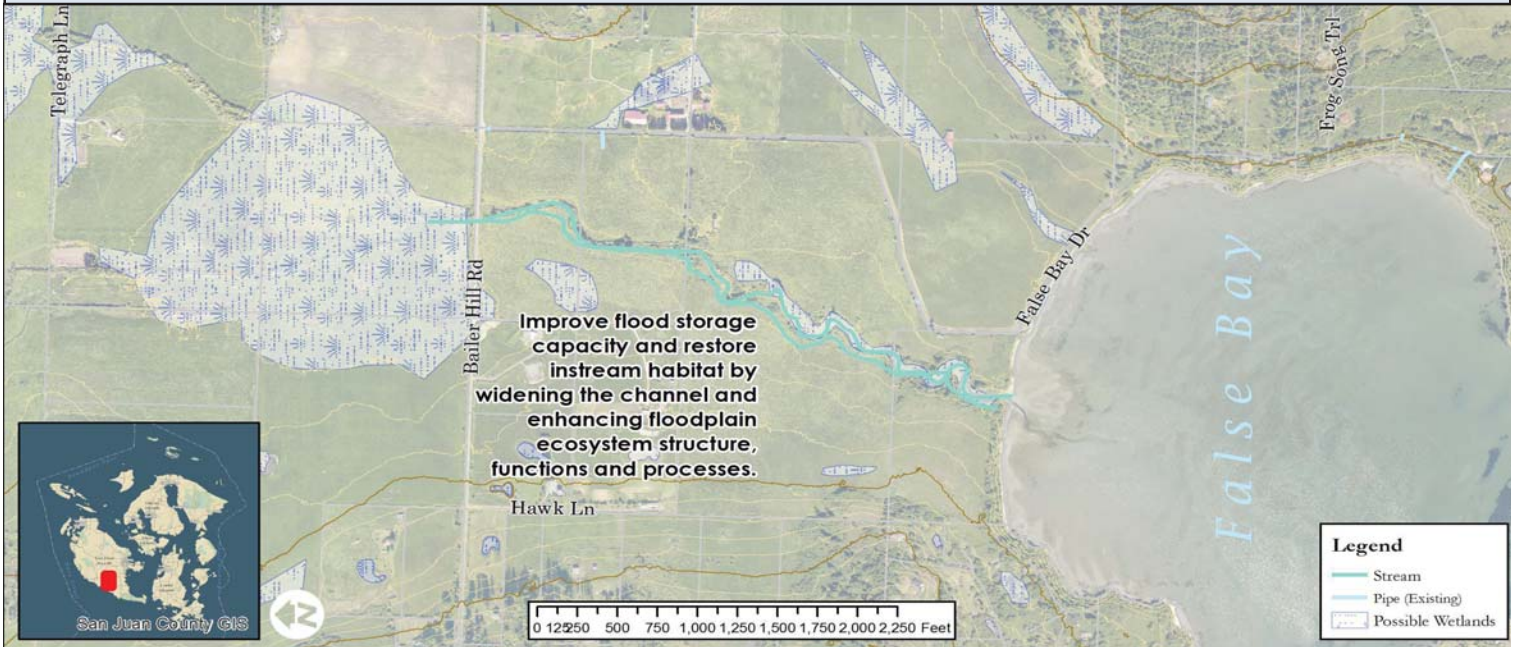 Telegraph Ln
Bailer Hill Rd
Frog Song Trl
False Bay Dr
False Bay
Improve flood storage
capacity and restore
instream habitat by
widening the channel and
enhancing floodplain
ecosystem structure,
functions and processes.
Hawk Ln
San Juan County GIS
N
0 125250 500 750 1,000 1,250 1,500 1,750 2,000 2,250 Feet
Legend
Stream
Pipe (Existing)
Possible Wetlands